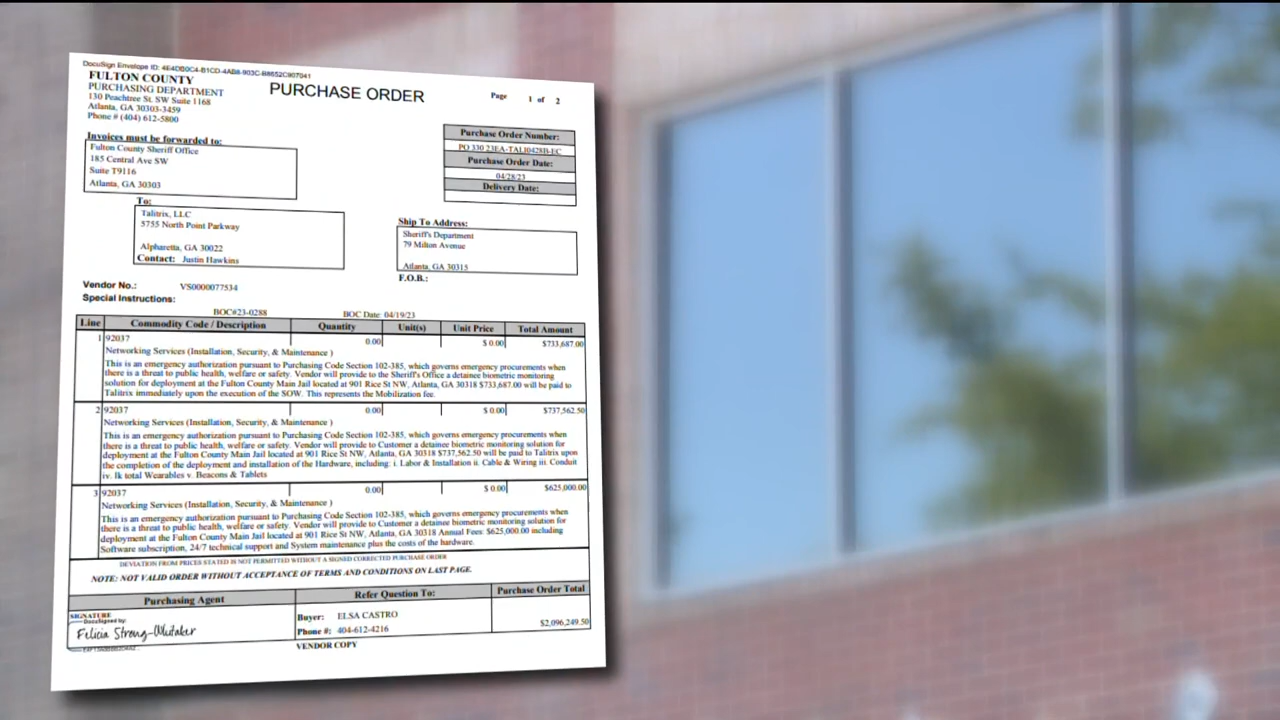 DocuSign Envelope ID: 4E4DB0C4-B1CD-4AB8-903C-B8652C907041
FULTON COUNTY
PURCHASING DEPARTMENT
130 Peachtree St. SW Suite 1168
Atlanta, GA 30303-3459
Phone # (404) 612-5800
PURCHASE ORDER
Page 1 of 2
Invoices must be forwarded to:
Fulton County Sheriff Office
185 Central Ave SW
Suite T9116
Atlanta, GA 30303
Purchase Order Number:
PO 330 23EA-TALI0428B-EC
Purchase Order Date:
04/28/23
Delivery Date:
To:
Talitrix, LLC
5755 North Point Parkway
Alpharetta, GA 30022
Contact: Justin Hawkins
Ship To Address:
Sheriff's Department
79 Milton Avenue
Atlanta, GA 30315
F.O.B.:
Vendor No.: VS0000077534
Special Instructions:
BOC#23-0288 BOC Date: 04/19/23
Line Commodity Code / Description Quantity Unit(s) Unit Price Total Amount
1 92037 0.00 $ 0.00 $733,687.00
Networking Services (Installation, Security, & Maintenance )
This is an emergency authorization pursuant to Purchasing Code Section 102-385, which governs emergency procurements when
there is a threat to public health, welfare or safety. Vendor will provide to the Sheriff's Office a detainee biometric monitoring
solution for deployment at the Fulton County Main Jail located at 901 Rice St NW, Atlanta, GA 30318 $733,687.00 will be paid to
Talitrix immediately upon the execution of the SOW. This represents the Mobilization fee.
2 92037 0.00 $ 0.00 $737,562.50
Networking Services (Installation, Security, & Maintenance )
This is an emergency authorization pursuant to Purchasing Code Section 102-385, which governs emergency procurements when
there is a threat to public health, welfare or safety. Vendor will provide to Customer a detainee biometric monitoring solution for
deployment at the Fulton County Main Jail located at 901 Rice St NW, Atlanta, GA 30318 $737,562.50 will be paid to Talitrix upon
the completion of the deployment and installation of the Hardware, including: i. Labor & Installation ii. Cable & Wiring iii. Conduit
iv. 1k total Wearables v. Beacons & Tablets
3 92037 0.00 $ 0.00 $625,000.00
Networking Services (Installation, Security, & Maintenance )
This is an emergency authorization pursuant to Purchasing Code Section 102-385, which governs emergency procurements when
there is a threat to public health, welfare or safety. Vendor will provide to Customer a detainee biometric monitoring solution for
deployment at the Fulton County Main Jail located at 901 Rice St NW, Atlanta, GA 30318 Annual Fees: $625,000.00 including
Software subscription, 24/7 technical support and System maintenance plus the costs of the hardware.
DEVIATION FROM PRICES STATED IS NOT PERMITTED WITHOUT A SIGNED CORRECTED PURCHASE ORDER
NOTE: NOT VALID ORDER WITHOUT ACCEPTANCE OF TERMS AND CONDITIONS ON LAST PAGE.
Purchasing Agent Refer Question To: Purchase Order Total
SIGNATURE
DocuSigned by:
Felicia Strong-Whitaker
Buyer: ELSA CASTRO
Phone #: 404-612-4216
$2,096,249.50
VENDOR COPY